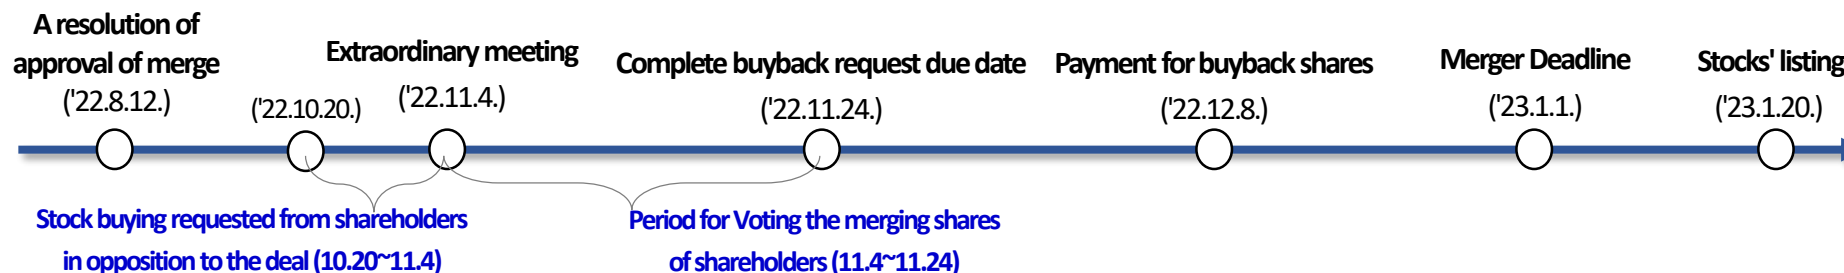 A resolution of
approval of merge
('22.8.12.)
('22.10.20.)
Extraordinary meeting
('22.11.4.)
Complete buyback request due date
('22.11.24.)
Payment for buyback shares
('22.12.8.)
Merger Deadline
('23.1.1.)
Stocks' listing
('23.1.20.)
Stock buying requested from shareholders
in opposition to the deal (10.20~11.4)
Period for Voting the merging shares
of shareholders (11.4~11.24)